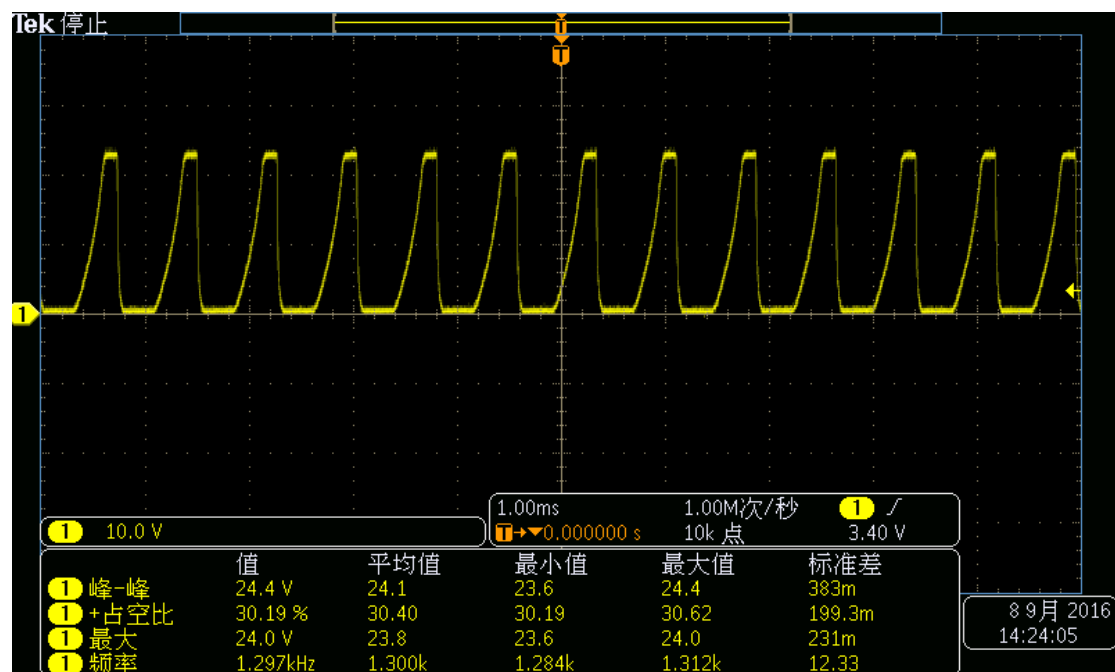 Tek 停止
T
T
1
1 10.0 V
1.00ms 1.00M次/秒 1 /
T→▼0.000000 s 10k 点 3.40 V
值 平均值 最小值 最大值 标准差
1 峰-峰 24.4 V 24.1 23.6 24.4 383m
1 +占空比 30.19 % 30.40 30.19 30.62 199.3m
1 最大 24.0 V 23.8 23.6 24.0 231m
1 频率 1.297kHz 1.300k 1.284k 1.312k 12.33
8 9月 2016
14:24:05